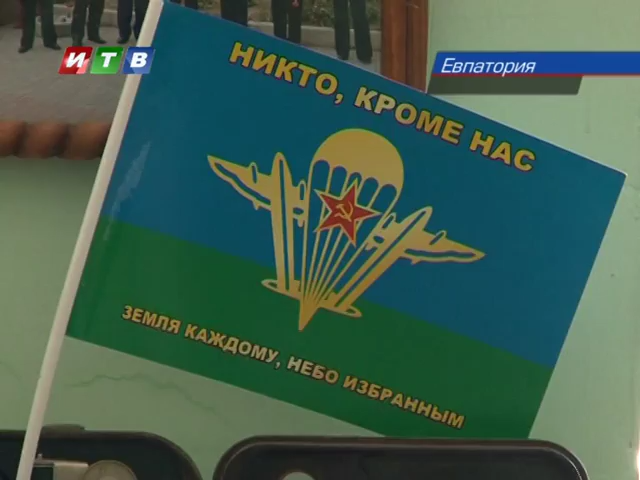 ИТВ
Евпатория
НИКТО, КРОМЕ НАС
ЗЕМЛЯ КАЖДОМУ, НЕБО ИЗБРАННЫМ